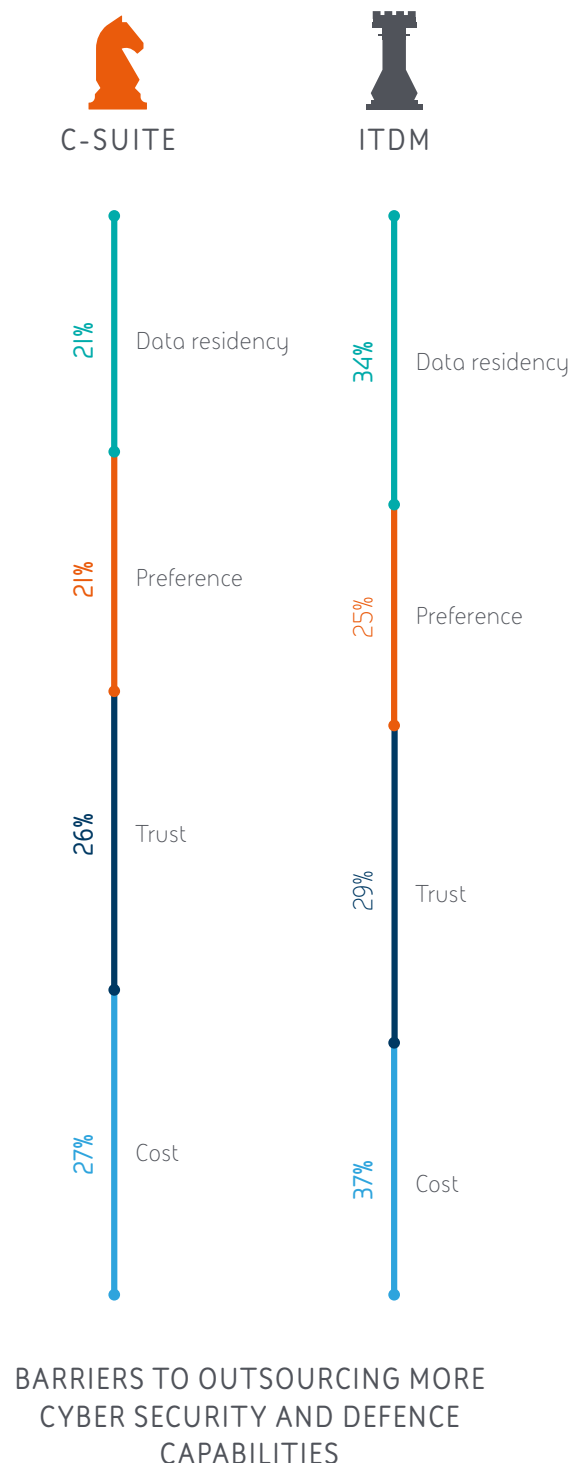 C-SUITE
ITDM
21%
Data residency
34%
Data residency
21%
Preference
25%
Preference
26%
Trust
29%
Trust
27%
Cost
37%
Cost
BARRIERS TO OUTSOURCING MORE
CYBER SECURITY AND DEFENCE
CAPABILITIES